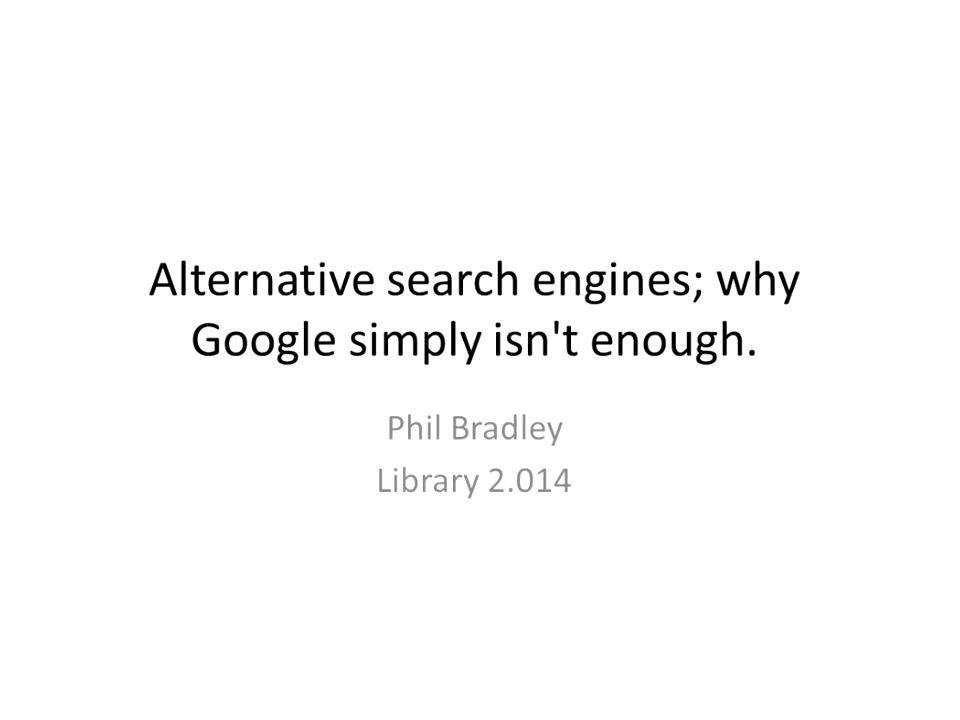 Alternative search engines; why
Google simply isn't enough.
Phil Bradley
Library 2.014